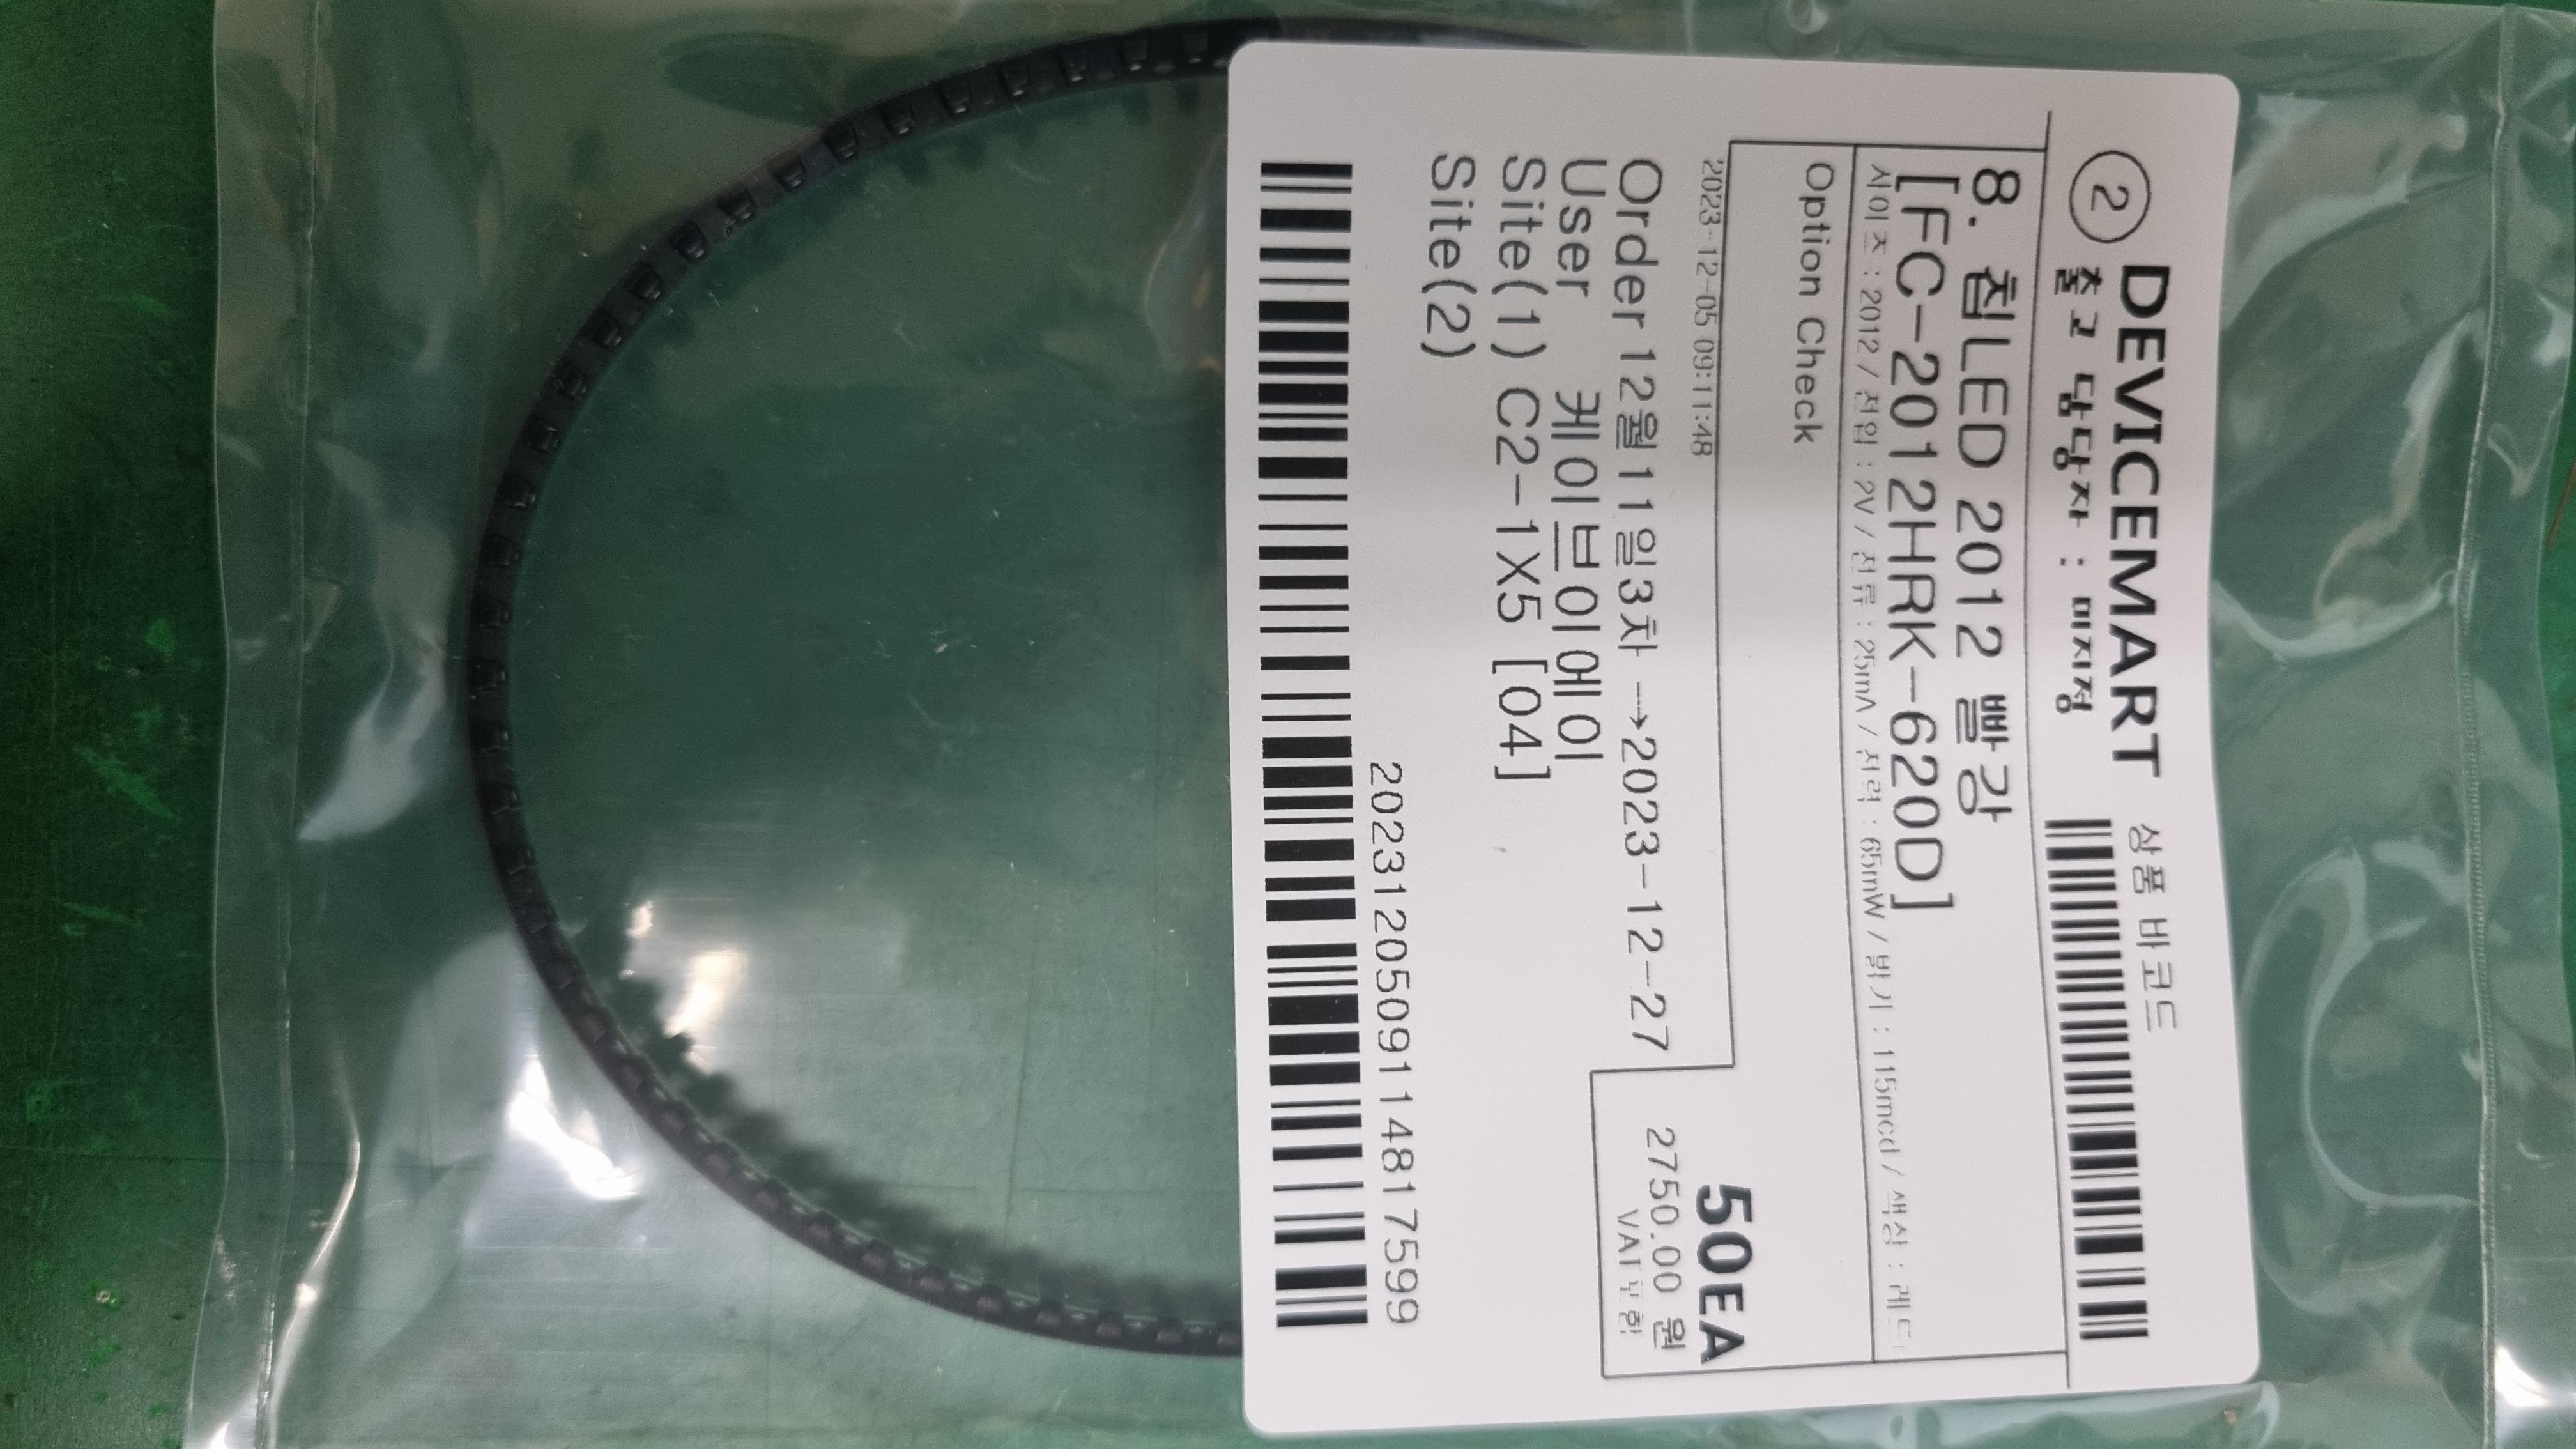 ② DEVICEMART 상품 바코드
출고 담당자 : 미지정
8. 칩LED 2012 빨강
[FC-2012HRK-620D]
사이즈 : 2012 / 전압 : 2V / 전류 : 25mA / 전력 : 65mW / 밝기 : 115mcd / 색상 : 레드
Option Check
50EA
2023-12-05 09:11:48
2750.00 원
VAT포함
Order 12월11일3차 →2023-12-27
User 케이브이에이
Site(1) C2-1X5 [04]
Site(2)
20231205091148175599